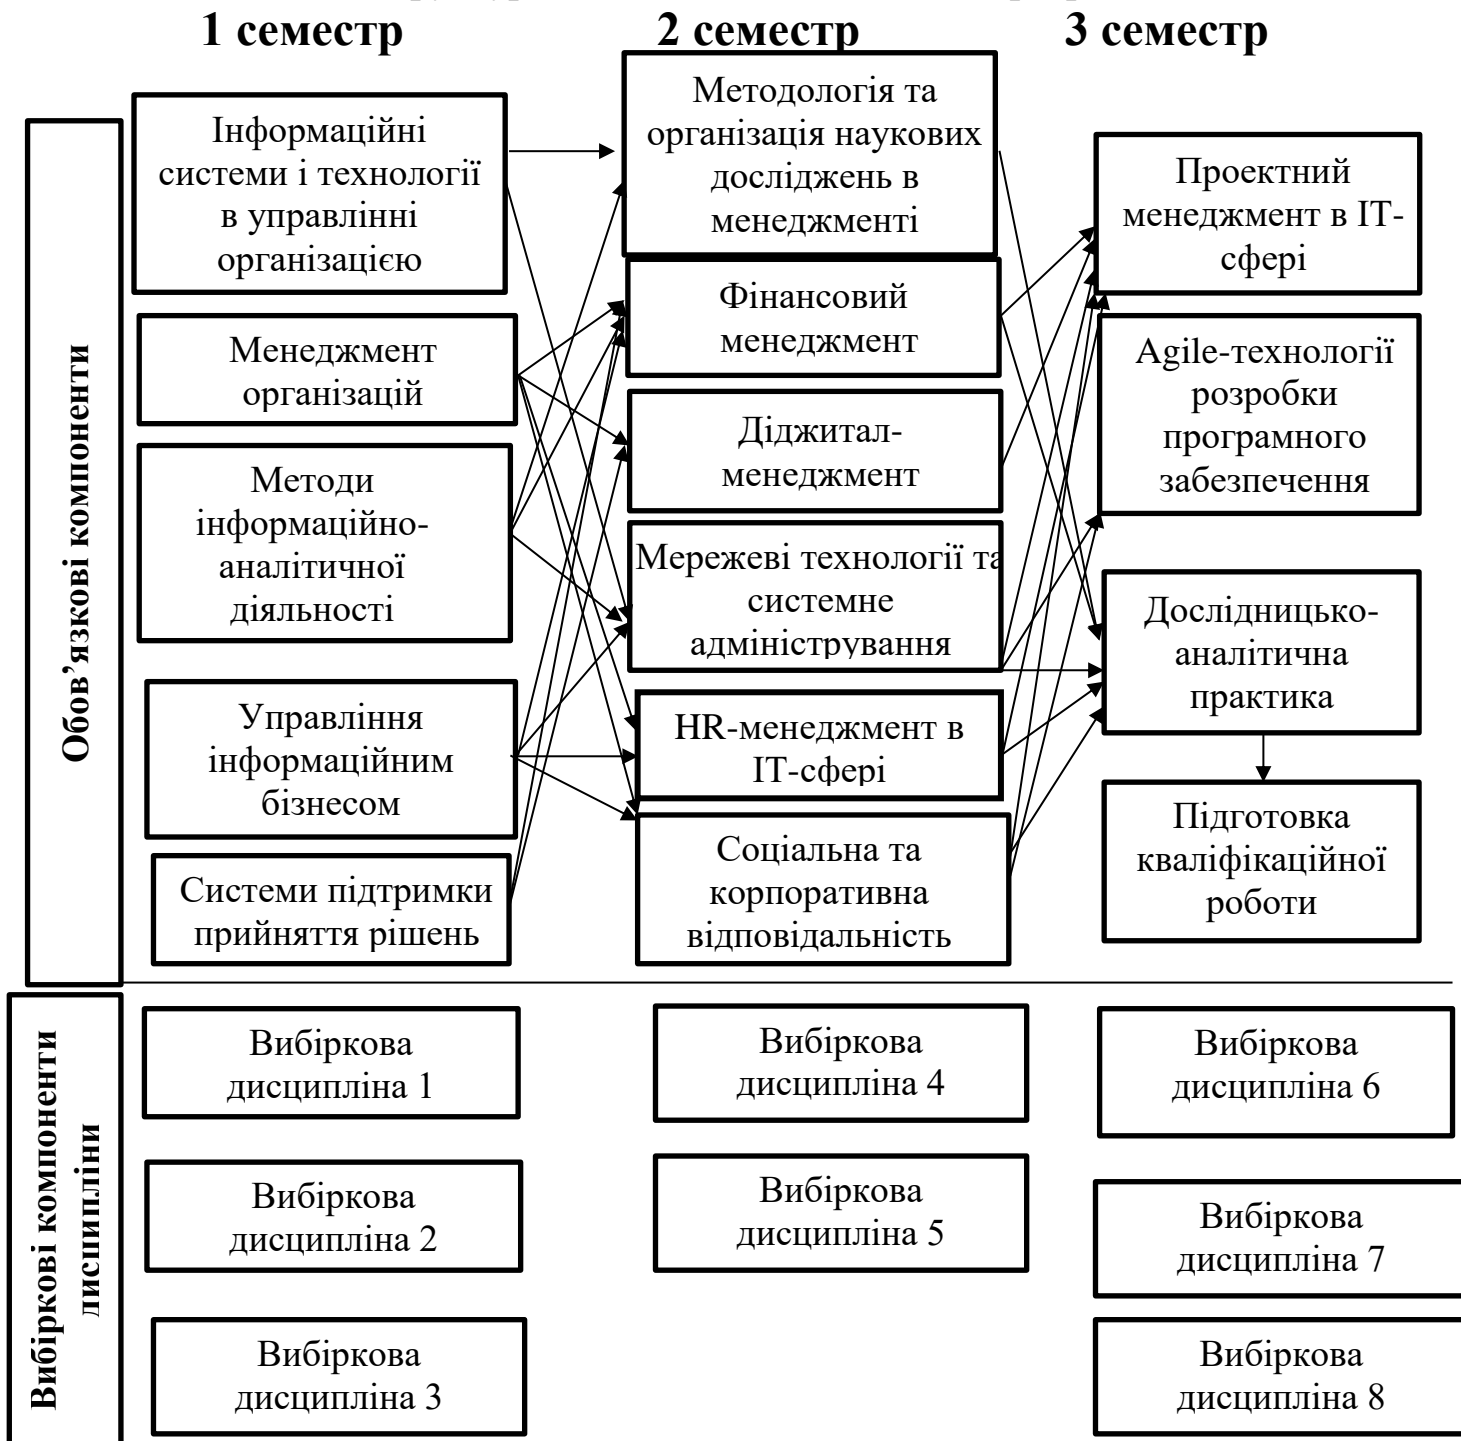 1 семестр
2 семестр
3 семестр
Обов’язкові компоненти
Інформаційні
системи і технології
в управлінні
організацією
Менеджмент
організацій
Методи
інформаційно-
аналітичної
діяльності
Управління
інформаційним
бізнесом
Системи підтримки
прийняття рішень
Методологія та
організація наукових
досліджень в
менеджменті
Фінансовий
менеджмент
Діджитал-
менеджмент
Мережеві технології та
системне
адміністрування
HR-менеджмент в
ІТ-сфері
Соціальна та
корпоративна
відповідальність
Проектний
менеджмент в ІТ-
сфері
Agile-технології
розробки
програмного
забезпечення
Дослідницько-
аналітична
практика
Підготовка
кваліфікаційної
роботи
Вибіркові компоненти
дисципліни
Вибіркова
дисципліна 1
Вибіркова
дисципліна 2
Вибіркова
дисципліна 3
Вибіркова
дисципліна 4
Вибіркова
дисципліна 5
Вибіркова
дисципліна 6
Вибіркова
дисципліна 7
Вибіркова
дисципліна 8